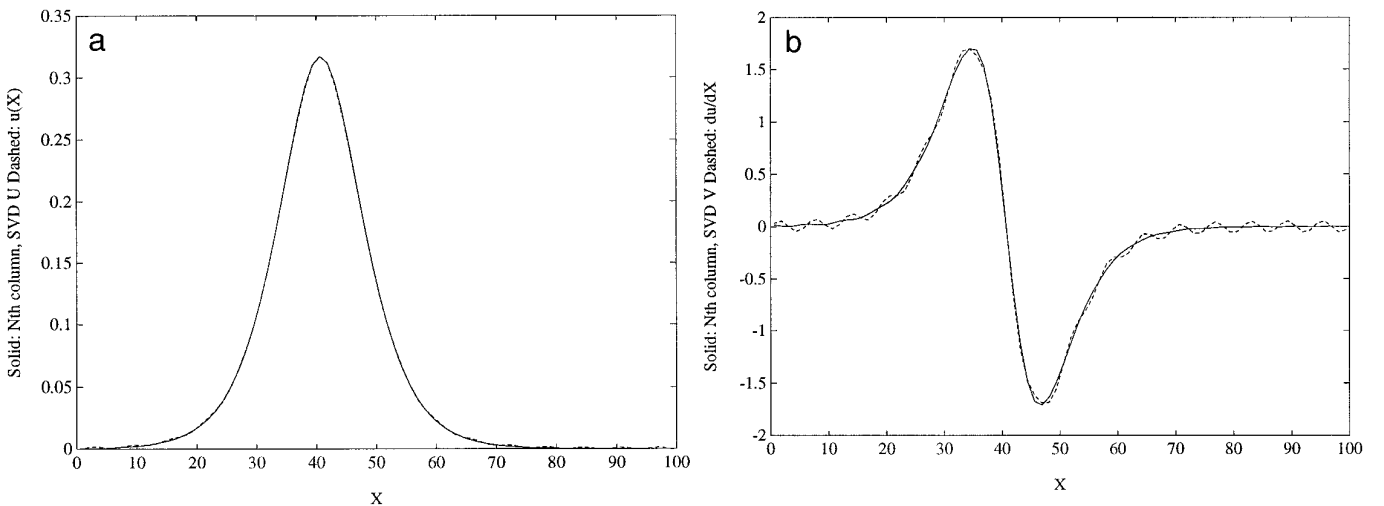 a
Solid: Nth column, SVD U Dashed: u(X)
0.35
0.3
0.25
0.2
0.15
0.1
0.05
0
0 10 20 30 40 50 60 70 80 90 100
X
b
Solid: Nth column, SVD V Dashed: du/dX
2
1.5
1
0.5
0
-0.5
-1
-1.5
-2
0 10 20 30 40 50 60 70 80 90 100
X